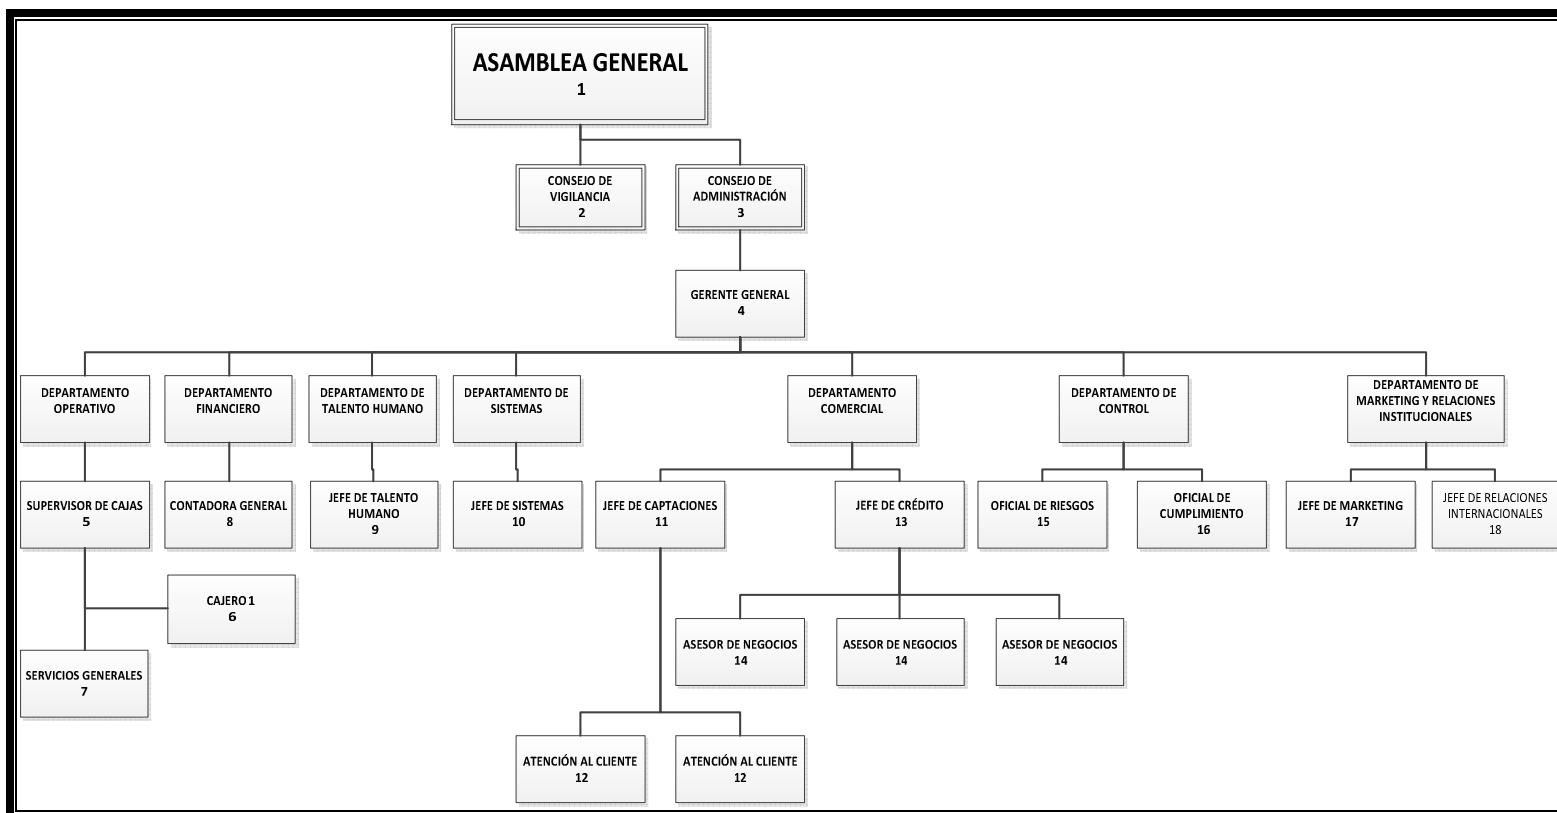 ASAMBLEA GENERAL
1
CONSEJO DE
VIGILANCIA
2
CONSEJO DE
ADMINISTRACIÓN
3
GERENTE GENERAL
4
DEPARTAMENTO
OPERATIVO
DEPARTAMENTO
FINANCIERO
DEPARTAMENTO DE
TALENTO HUMANO
DEPARTAMENTO DE
SISTEMAS
DEPARTAMENTO
COMERCIAL
DEPARTAMENTO DE
CONTROL
DEPARTAMENTO DE
MARKETING Y RELACIONES
INSTITUCIONALES
SUPERVISOR DE CAJAS
5
CONTADORA GENERAL
8
JEFE DE TALENTO
HUMANO
9
JEFE DE SISTEMAS
10
JEFE DE CAPTACIONES
11
JEFE DE CRÉDITO
13
OFICIAL DE RIESGOS
15
OFICIAL DE
CUMPLIMIENTO
16
JEFE DE MARKETING
17
JEFE DE RELACIONES
INTERNACIONALES
18
CAJERO 1
6
SERVICIOS GENERALES
7
ASESOR DE NEGOCIOS
14
ASESOR DE NEGOCIOS
14
ASESOR DE NEGOCIOS
14
ATENCIÓN AL CLIENTE
12
ATENCIÓN AL CLIENTE
12